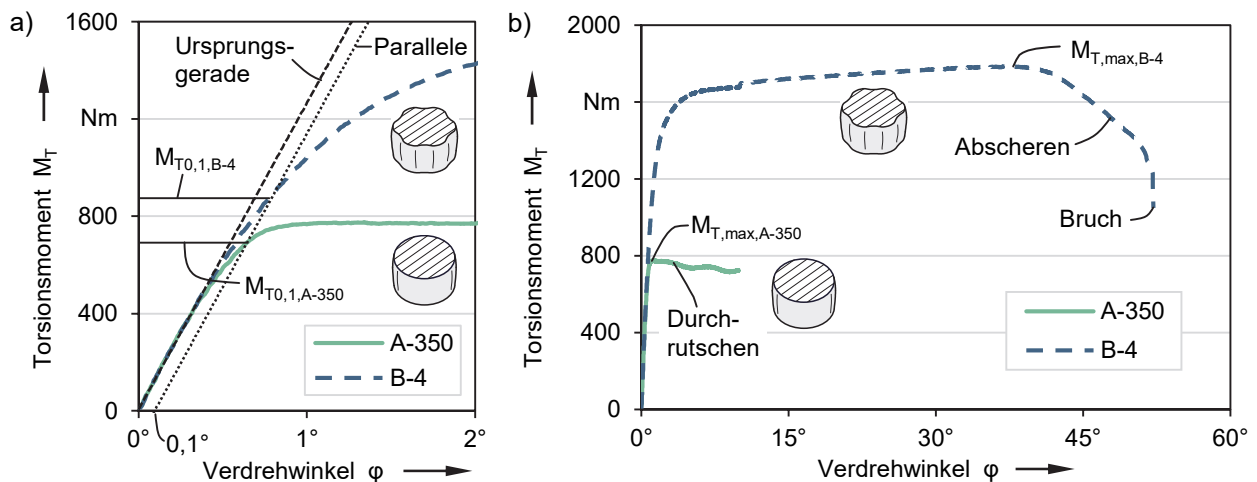 a)
1600
Nm
800
400
0
Torsionsmoment M_T
Ursprungs-
gerade
Parallele
M_T0,1,B-4
M_T0,1,A-350
A-350
B-4
0° 1° 2°
0,1°
Verdrehwinkel φ
b)
2000
Nm
1200
800
400
0
Torsionsmoment M_T
M_T,max,B-4
Abscheren
Bruch
M_T,max,A-350
Durch-
rutschen
A-350
B-4
0° 15° 30° 45° 60°
Verdrehwinkel φ